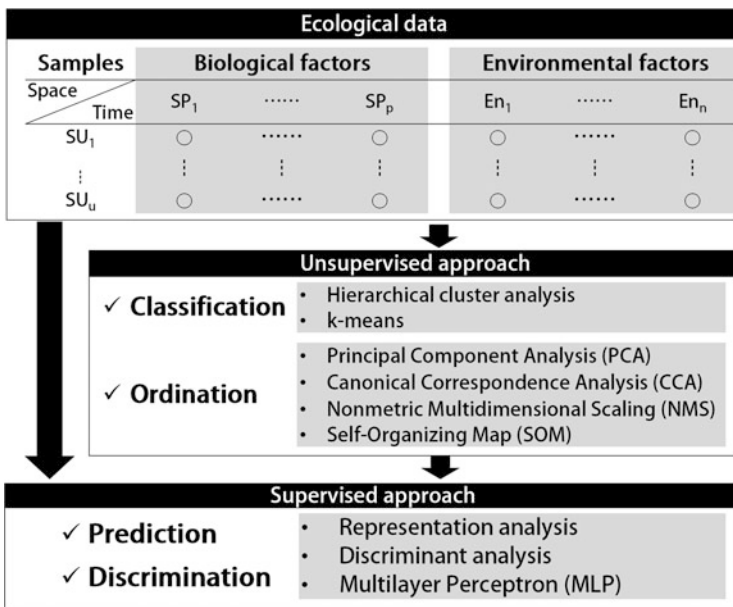 Ecological data
Samples Biological factors Environmental factors
Space
Time
SP1 ...... SPp En1 ...... Enn
SU1 ○ ...... ○ ○ ...... ○
⋮ ⋮ ⋮ ⋮ ⋮ ⋮ ⋮
SUu ○ ...... ○ ○ ...... ○
Unsupervised approach
✓ Classification
• Hierarchical cluster analysis
• k-means
✓ Ordination
• Principal Component Analysis (PCA)
• Canonical Correspondence Analysis (CCA)
• Nonmetric Multidimensional Scaling (NMS)
• Self-Organizing Map (SOM)
Supervised approach
✓ Prediction
✓ Discrimination
• Representation analysis
• Discriminant analysis
• Multilayer Perceptron (MLP)